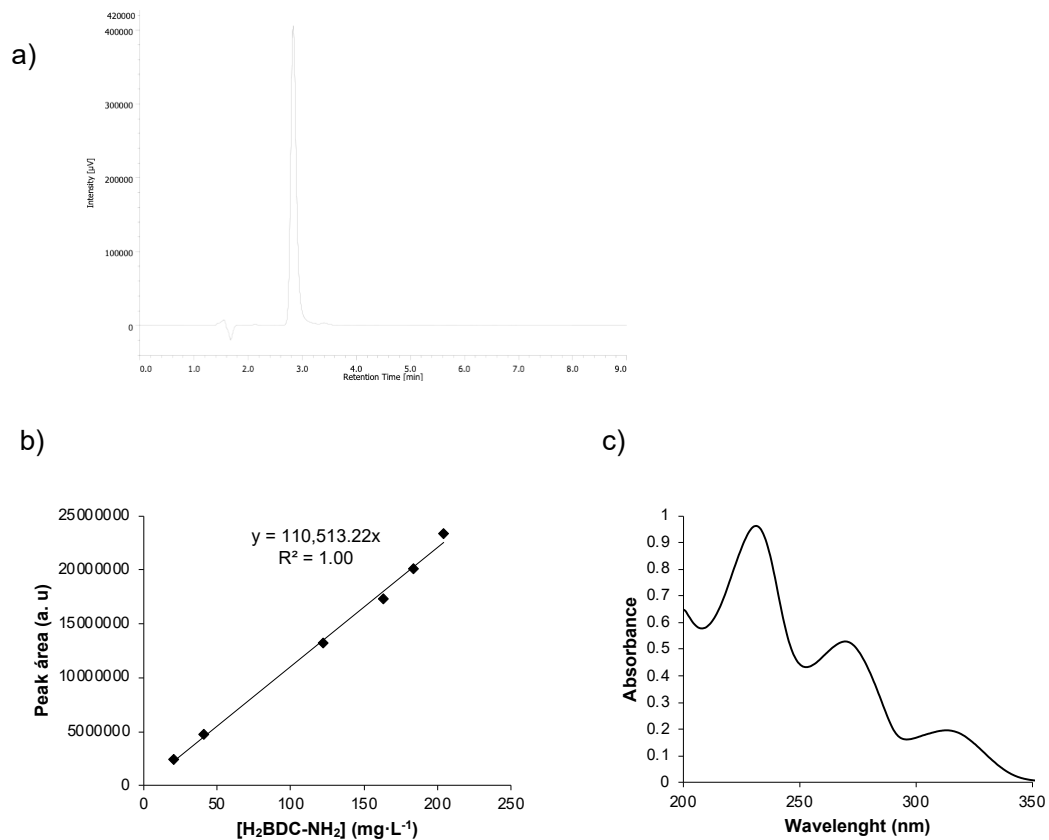 a)
420000
400000
300000
200000
100000
0
Intensity [µV]
0.0 1.0 2.0 3.0 4.0 5.0 6.0 7.0 8.0 9.0
Retention Time [min]
b)
25000000
20000000
15000000
10000000
5000000
0
Peak área (a. u)
y = 110,513.22x
R² = 1.00
0 50 100 150 200 250
[H₂BDC-NH₂] (mg·L⁻¹)
c)
1
0.9
0.8
0.7
0.6
0.5
0.4
0.3
0.2
0.1
0
Absorbance
200 250 300 350
Wavelenght (nm)